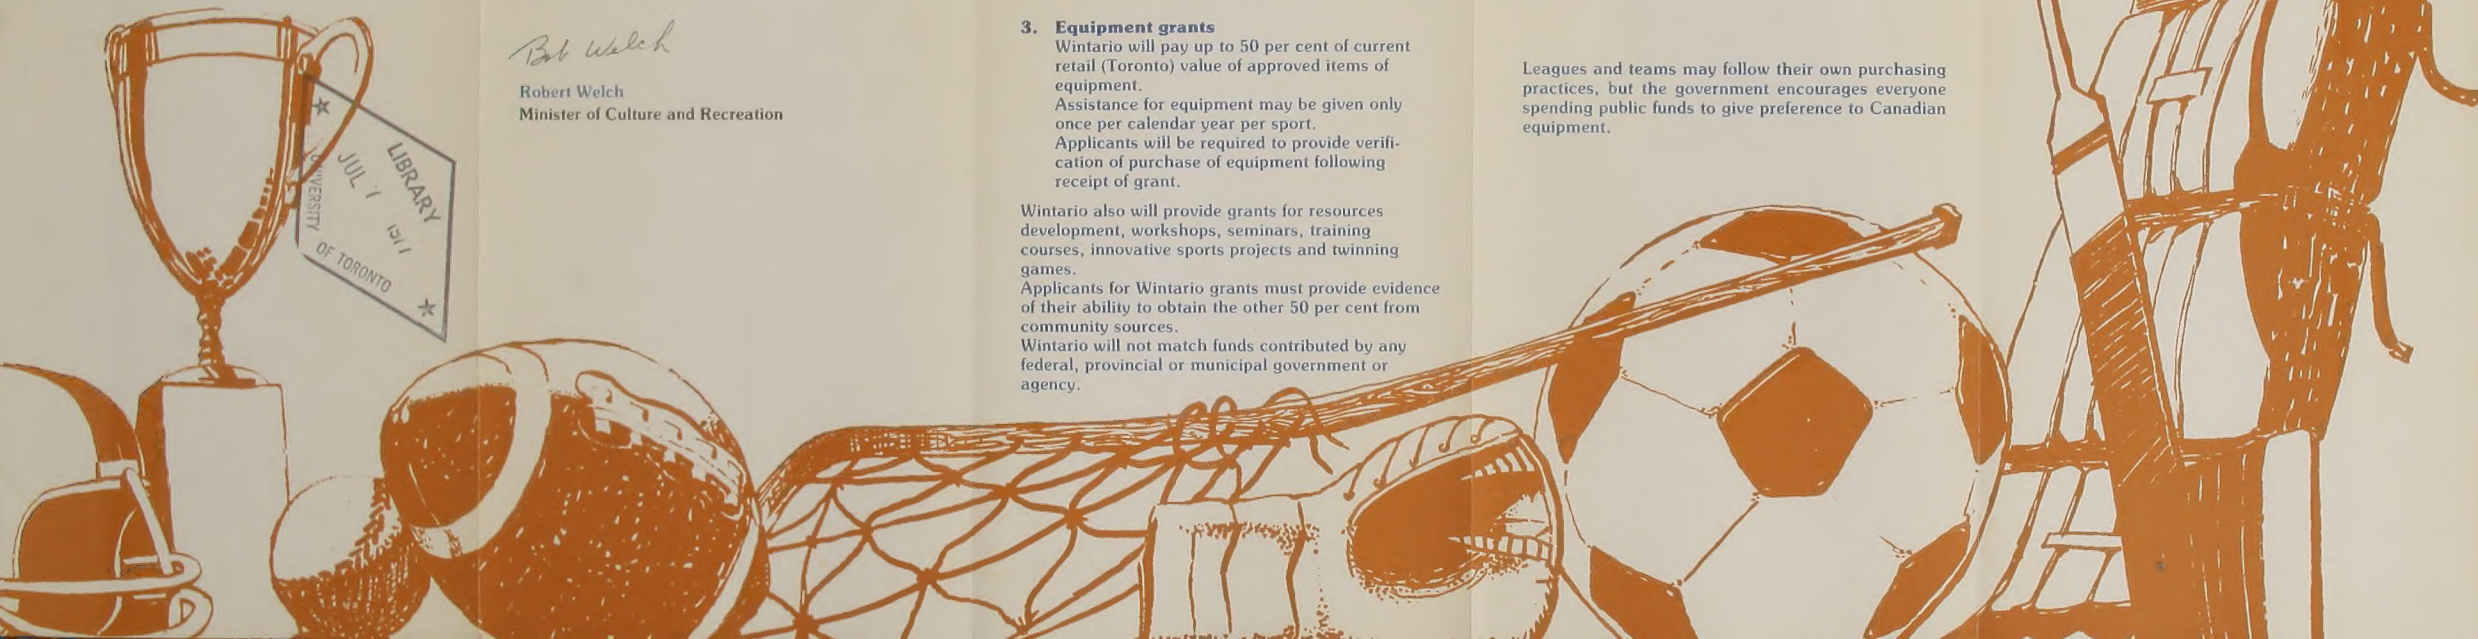 LIBRARY
JUL 7 1977
UNIVERSITY
OF TORONTO
Bob Welch
Robert Welch
Minister of Culture and Recreation
3. Equipment grants
Wintario will pay up to 50 per cent of current
retail (Toronto) value of approved items of
equipment.
Assistance for equipment may be given only
once per calendar year per sport.
Applicants will be required to provide verifi-
cation of purchase of equipment following
receipt of grant.
Wintario also will provide grants for resources
development, workshops, seminars, training
courses, innovative sports projects and twinning
games.
Applicants for Wintario grants must provide evidence
of their ability to obtain the other 50 per cent from
community sources.
Wintario will not match funds contributed by any
federal, provincial or municipal government or
agency.
Leagues and teams may follow their own purchasing
practices, but the government encourages everyone
spending public funds to give preference to Canadian
equipment.